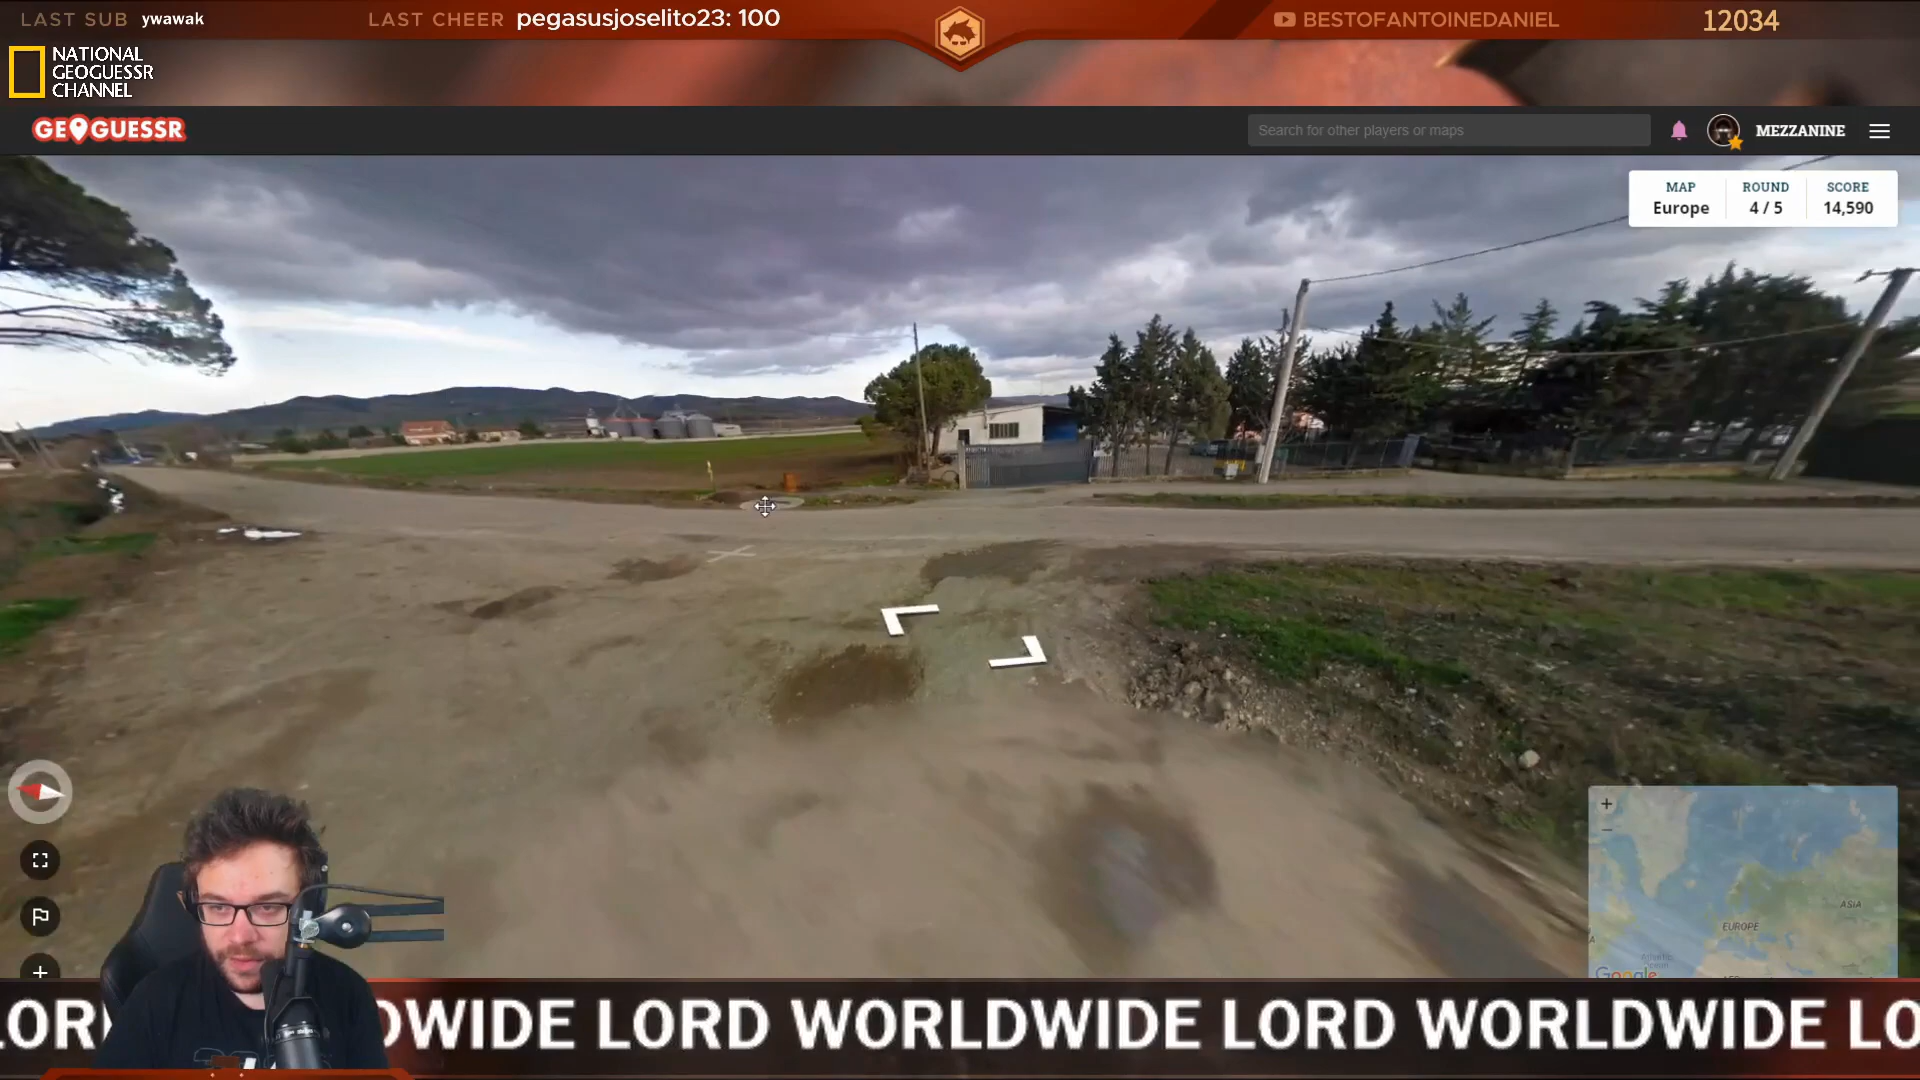 LAST SUB ywawak
LAST CHEER pegasusjoselito23: 100
BESTOFANTOINEDANIEL
12034
NATIONAL
GEOGUESSR
CHANNEL
GEOGUESSR
Search for other players or maps
MEZZANINE
MAP
Europe
ROUND
4 / 5
SCORE
14,590
+
−
ASIA
EUROPE
Google
LORD WORLDWIDE LORD WORLDWIDE LO